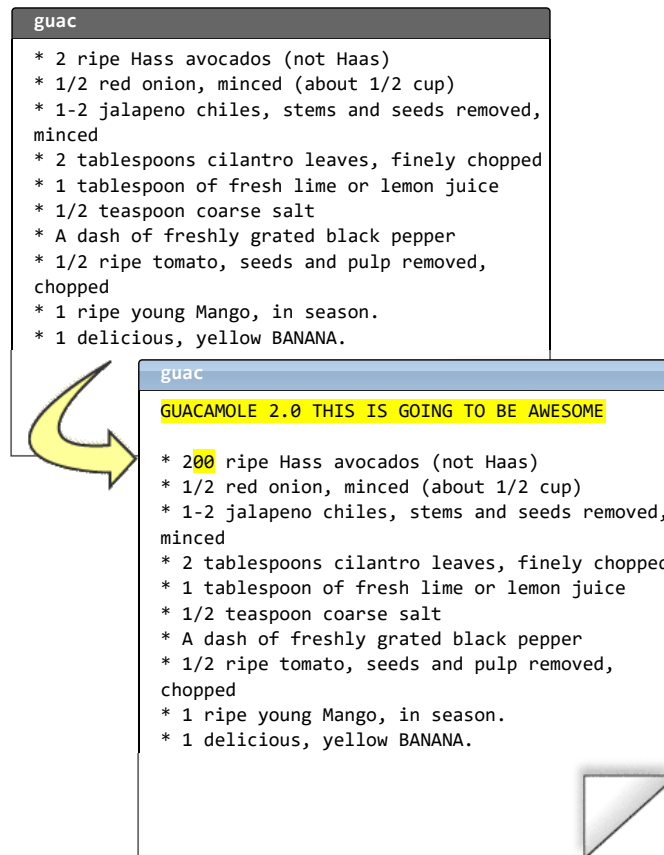 guac
* 2 ripe Hass avocados (not Haas)
* 1/2 red onion, minced (about 1/2 cup)
* 1-2 jalapeno chiles, stems and seeds removed,
minced
* 2 tablespoons cilantro leaves, finely chopped
* 1 tablespoon of fresh lime or lemon juice
* 1/2 teaspoon coarse salt
* A dash of freshly grated black pepper
* 1/2 ripe tomato, seeds and pulp removed,
chopped
* 1 ripe young Mango, in season.
* 1 delicious, yellow BANANA.
guac
GUACAMOLE 2.0 THIS IS GOING TO BE AWESOME
* 200 ripe Hass avocados (not Haas)
* 1/2 red onion, minced (about 1/2 cup)
* 1-2 jalapeno chiles, stems and seeds removed,
minced
* 2 tablespoons cilantro leaves, finely chopped
* 1 tablespoon of fresh lime or lemon juice
* 1/2 teaspoon coarse salt
* A dash of freshly grated black pepper
* 1/2 ripe tomato, seeds and pulp removed,
chopped
* 1 ripe young Mango, in season.
* 1 delicious, yellow BANANA.